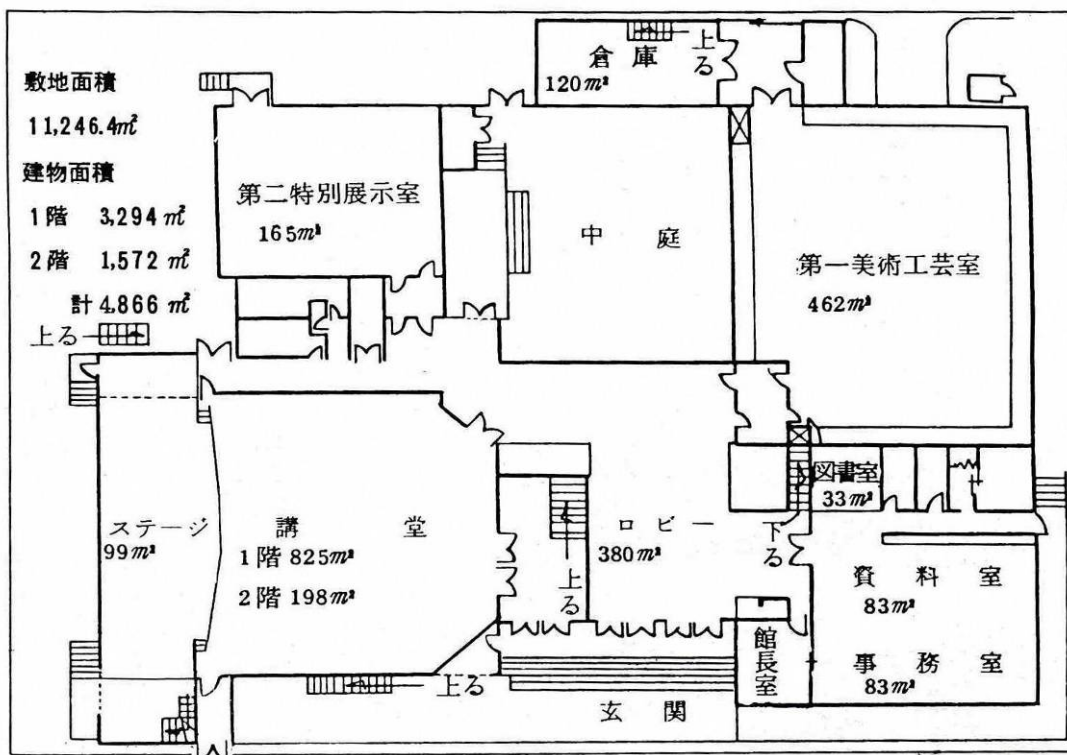 敷地面積
11,246.4㎡
建物面積
1階 3,294㎡
2階 1,572㎡
計 4,866㎡
上る
倉庫
120m²
上る
第二特別展示室
165m²
中庭
第一美術工芸室
462m²
図書室
33m²
ステージ
99m²
講堂
1階 825m²
2階 198m²
上る
ロビー
380m²
下る
資料室
83m²
館長室
事務室
83m²
上る
玄関